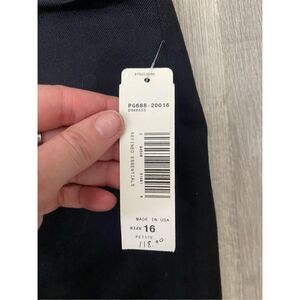 PG688-20016
REFINED ESSENTIALS
MADE IN USA
SIZE 16
PETITE
118.00